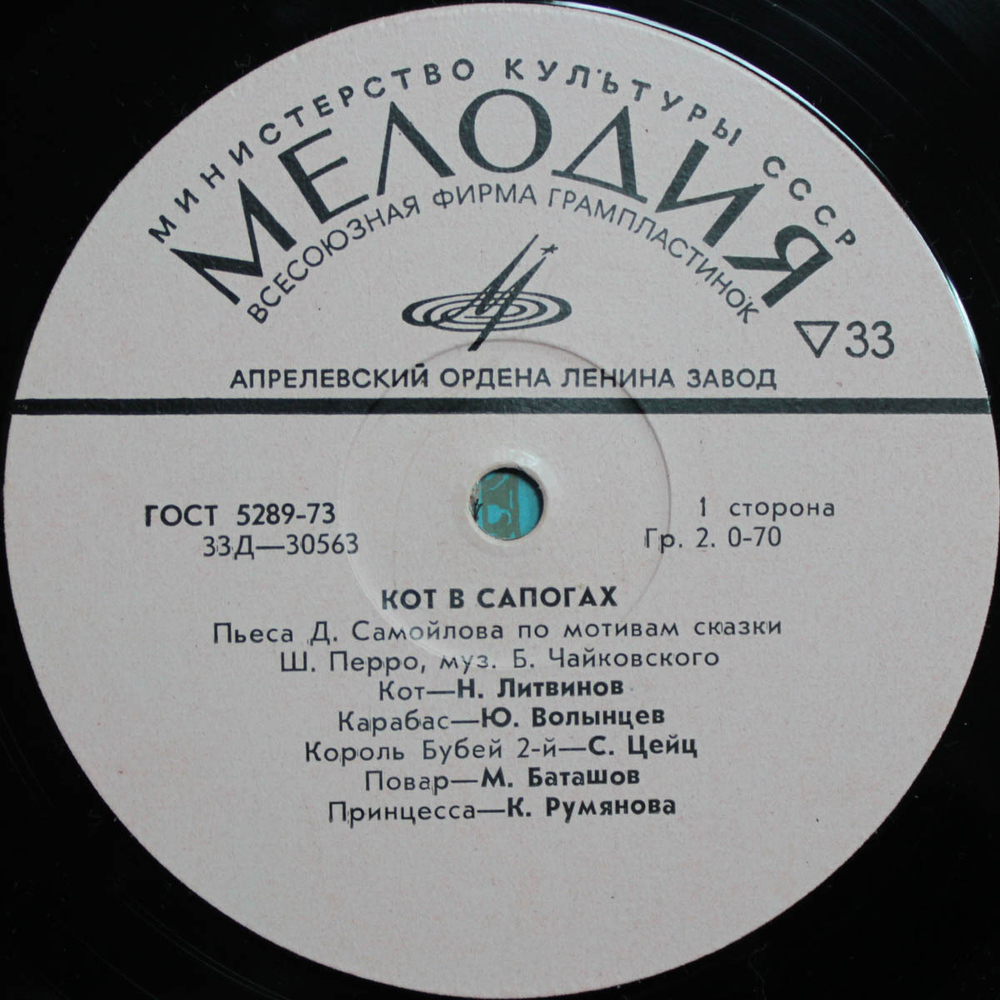 МИНИСТЕРСТВО КУЛЬТУРЫ СССР
МЕЛОДИЯ
ВСЕСОЮЗНАЯ ФИРМА ГРАМПЛАСТИНОК
33
АПРЕЛЕВСКИЙ ОРДЕНА ЛЕНИНА ЗАВОД
ГОСТ 5289-73
33Д—30563
1 сторона
Гр. 2. 0-70
КОТ В САПОГАХ
Пьеса Д. Самойлова по мотивам сказки
Ш. Перро, муз. Б. Чайковского
Кот—Н. Литвинов
Карабас—Ю. Волынцев
Король Бубей 2-й—С. Цейц
Повар—М. Баташов
Принцесса—К. Румянова